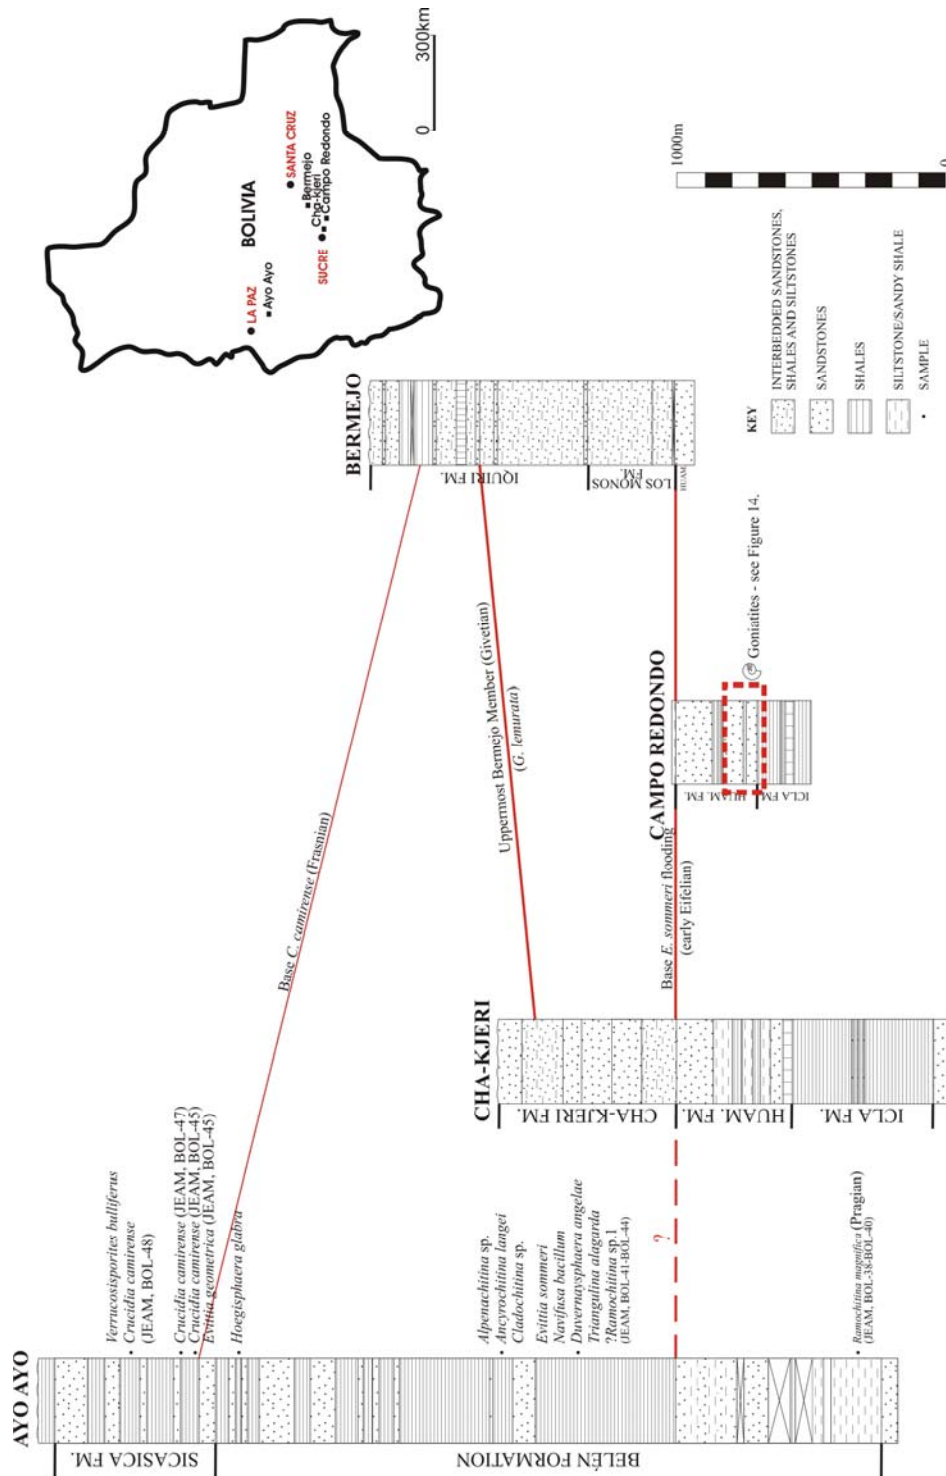 AYO AYO
SICASICA FM.
BELÉN FORMATION
Verrucosisporites bulliferus
Crucidia camirense
(JEAM, BOL-48)
Crucidia camirense (JEAM, BOL-47)
Crucidia camirense (JEAM, BOL-45)
Evittia geometrica (JEAM, BOL-45)
Hoegisphaera glabra
Alpenachitina sp.
Ancyrochitina langei
Cladochitina sp.
Evittia sommeri
Navifusa bacillum
Duvernaysphaera angelae
Triangulina alagarda
?Ramochitina sp.1
(JEAM, BOL-41-BOL-44)
Ramochitina magnifica (Pragian)
(JEAM, BOL-38-BOL-40)
?
CHA-KJERI
CHA-KJERI FM.
HUAM. FM.
ICLA FM.
Base C. camirense (Frasnian)
Uppermost Bermejo Member (Givetian)
(G. lemurata)
Base E. sommeri flooding
(early Eifelian)
CAMPO REDONDO
HUAM. FM.
ICLA FM.
Goniatites - see Figure 14.
BERMEJO
IQUIRI FM.
LOS MONOS
FM.
HUAM
BOLIVIA
LA PAZ
Ayo Ayo
SUCRE
SANTA CRUZ
Bermejo
Cha-kjeri
Campo Redondo
0 300km
1000m
0
KEY
INTERBEDDED SANDSTONES,
SHALES AND SILTSTONES
SANDSTONES
SHALES
SILTSTONE/SANDY SHALE
SAMPLE